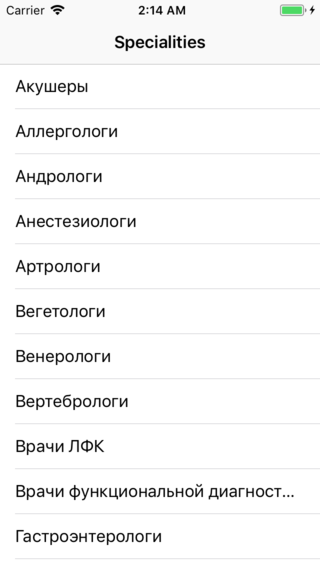 Carrier 2:14 AM
Specialities
Акушеры
Аллергологи
Андрологи
Анестезиологи
Артрологи
Вегетологи
Венерологи
Вертебрологи
Врачи ЛФК
Врачи функциональной диагност...
Гастроэнтерологи